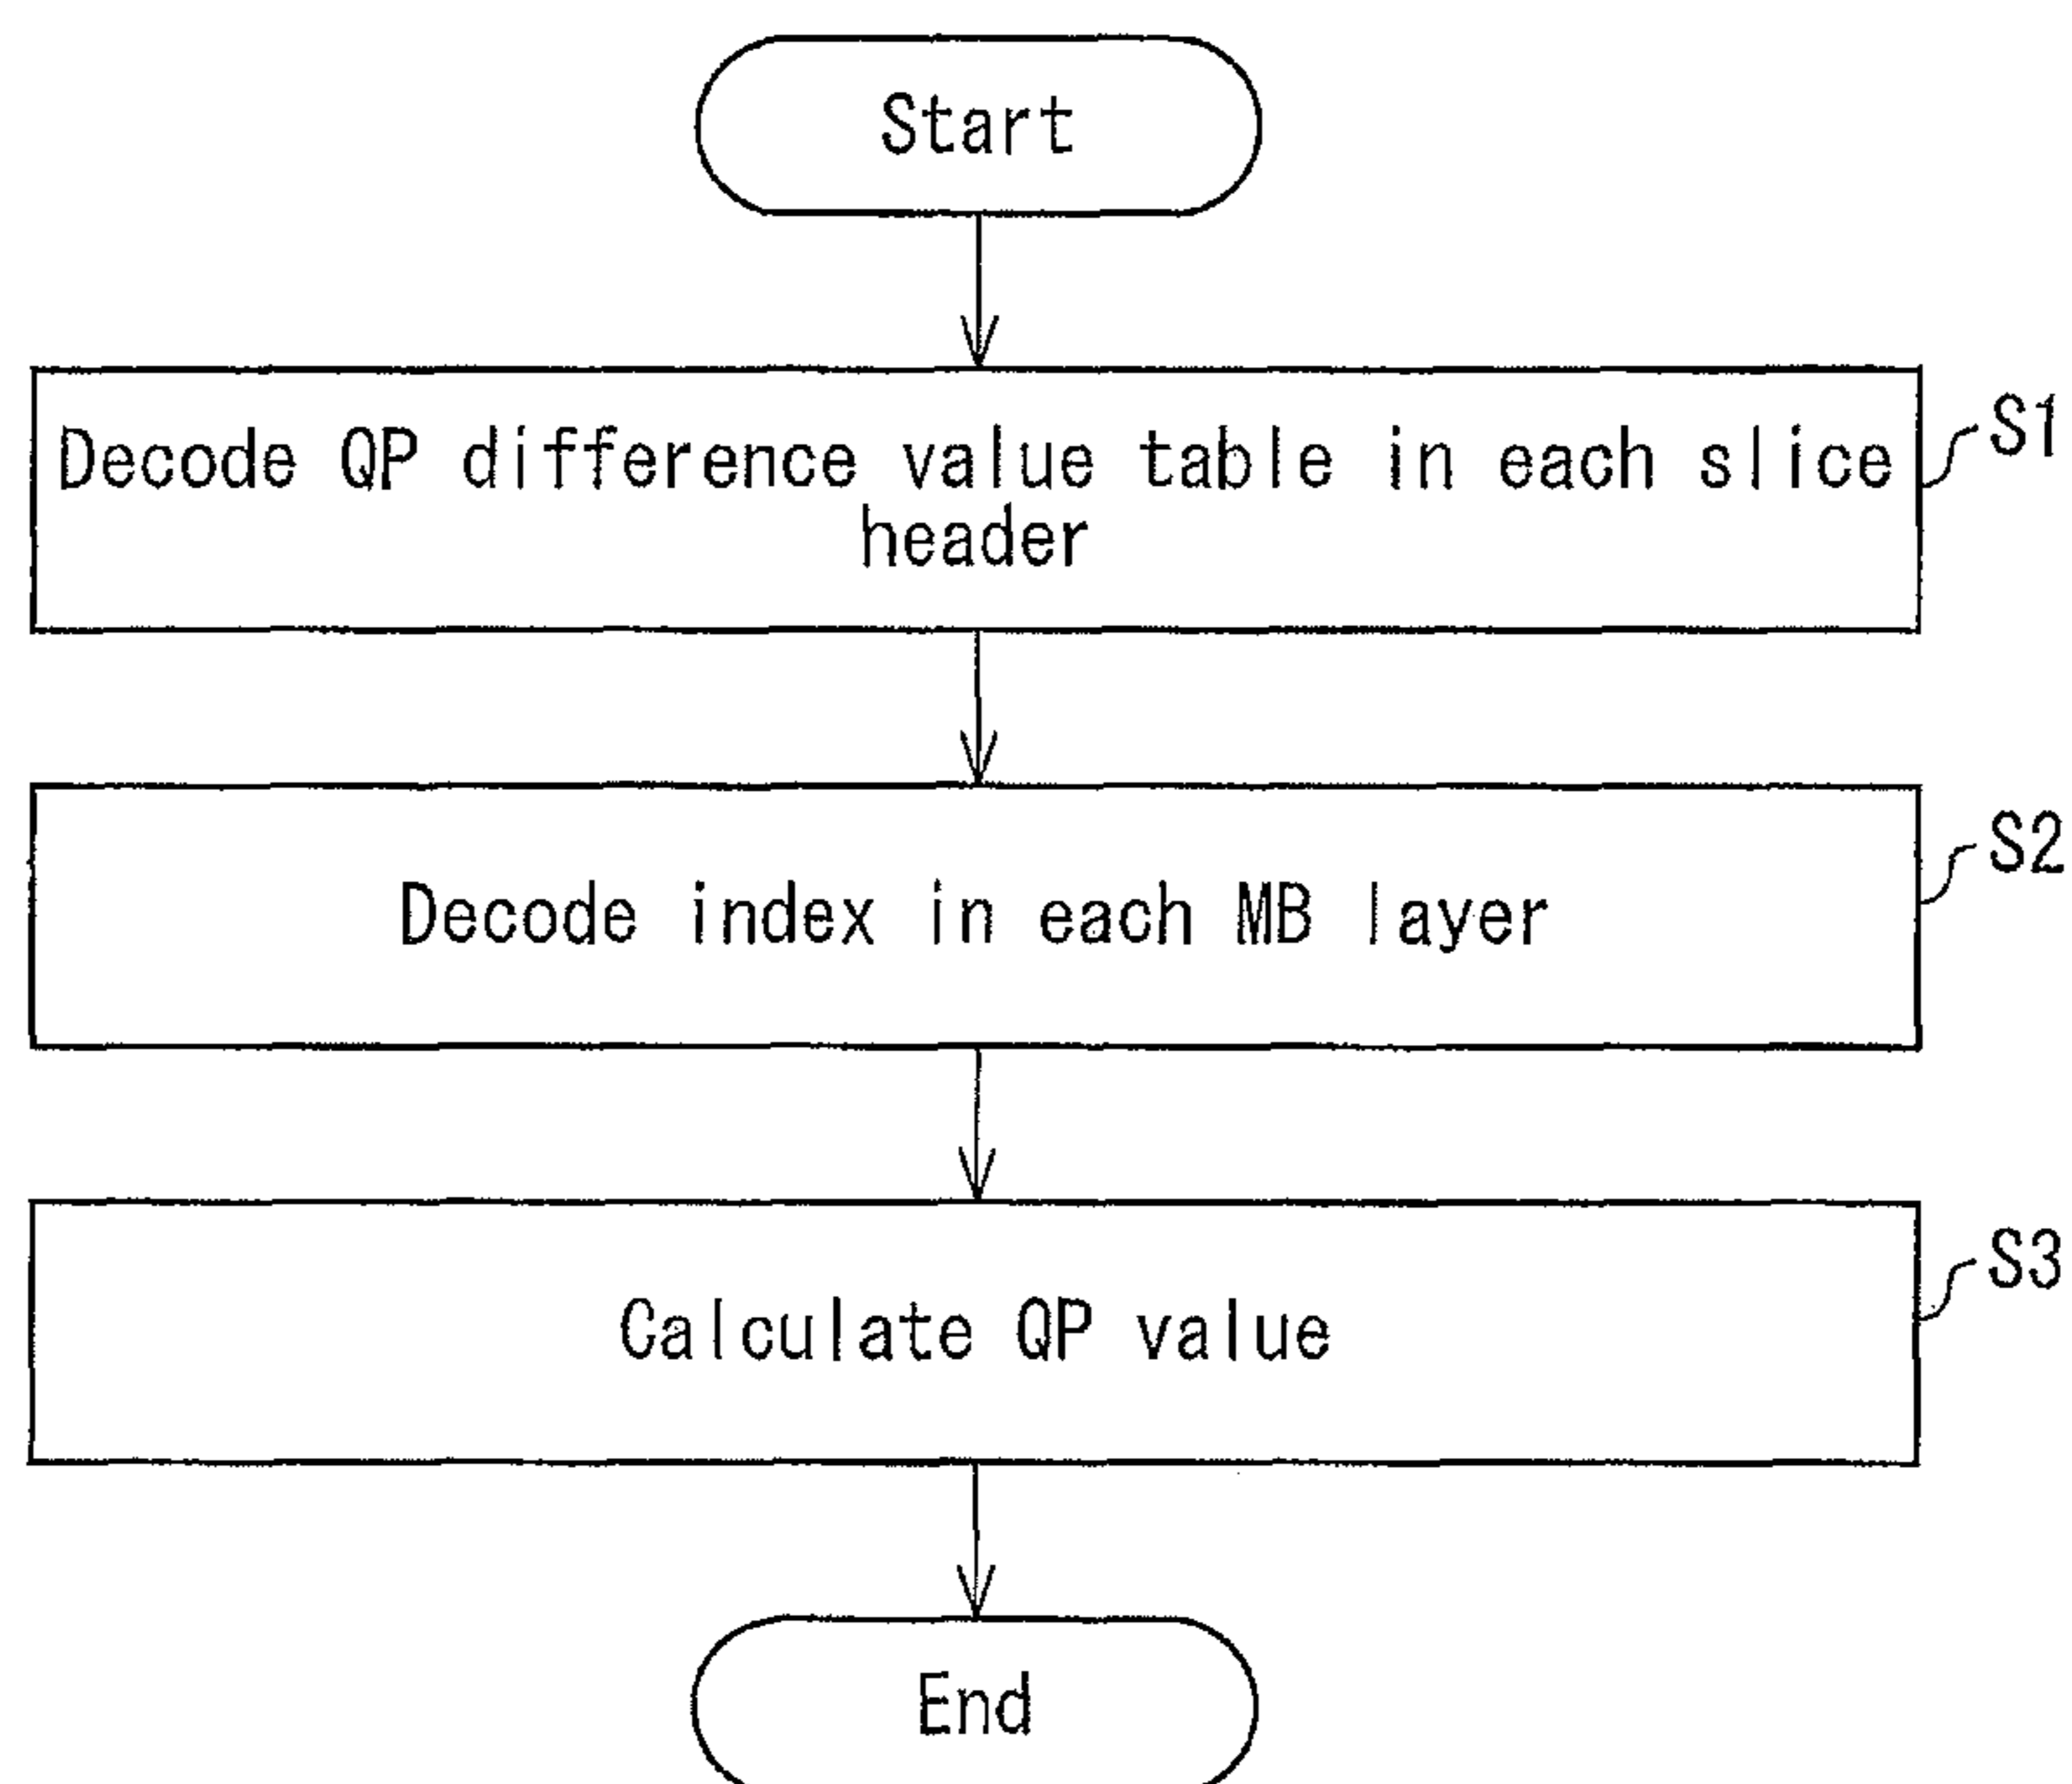 Start
Decode QP difference value table in each slice
header
S1
Decode index in each MB layer
S2
Calculate QP value
S3
End